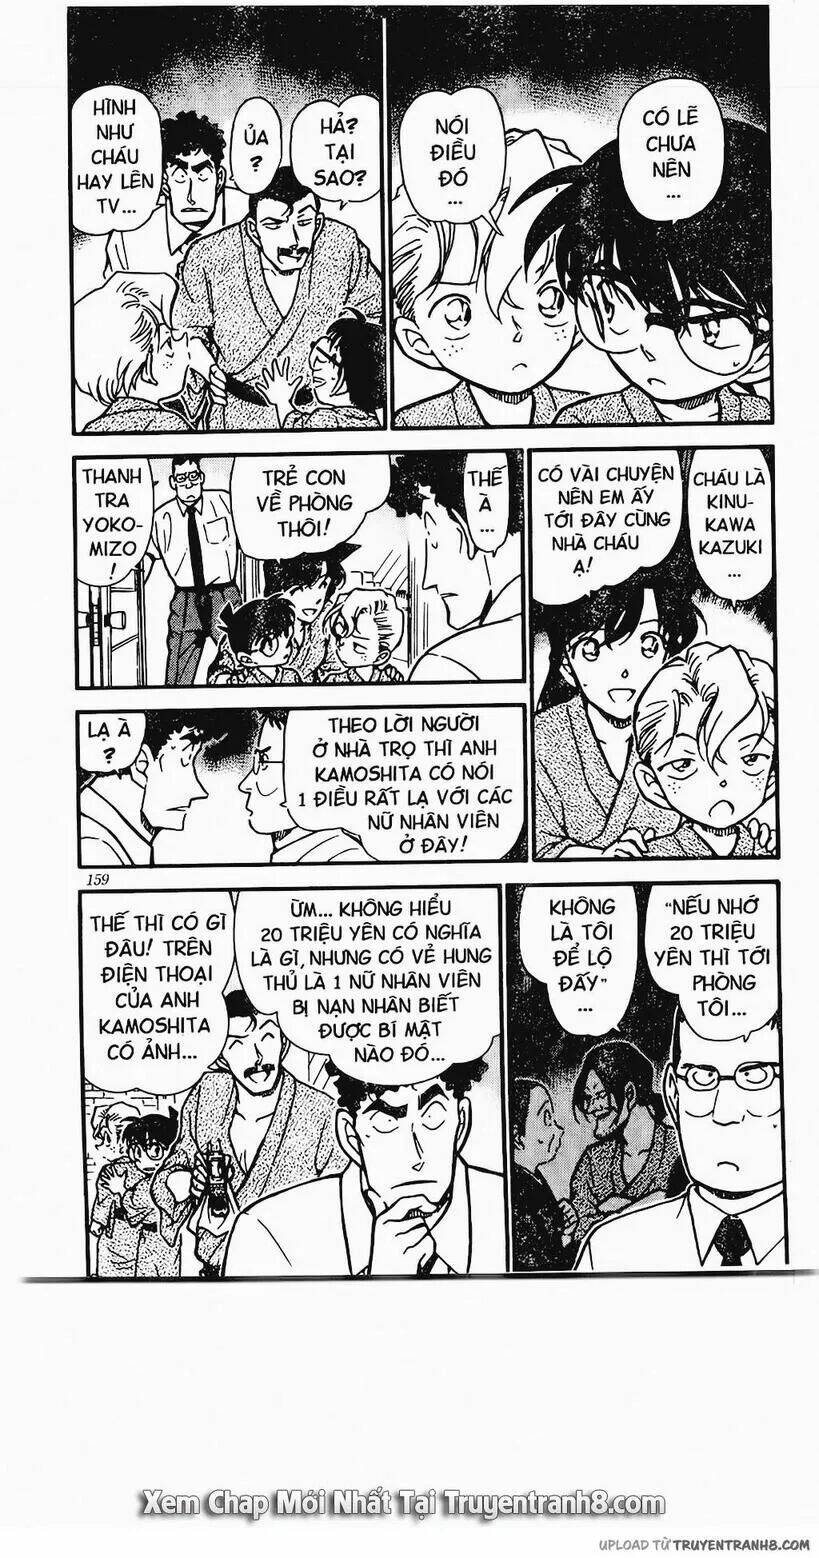 CÓ LẼ
CHƯA
NÊN
...
NÓI
ĐIỀU
ĐÓ
...
HẢ?
TẠI
SAO?
ỦA
?
HÌNH
NHƯ
CHÁU
HAY LÊN
TV...
CHÁU LÀ
KINU-
KAWA
KAZUKI
...
CÓ VÀI CHUYỆN
NÊN EM ẤY
TỚI ĐÂY CÙNG
NHÀ CHÁU
Ạ!
THẾ
À
...
TRẺ CON
VỀ PHÒNG
THÔI!
THANH
TRA
YOKO-
MIZO
!
THEO LỜI NGƯỜI
Ở NHÀ TRỌ THÌ ANH
KAMOSHITA CÓ NÓI
1 ĐIỀU RẤT LẠ VỚI CÁC
NỮ NHÂN VIÊN
Ở ĐÂY!
LẠ À
?
159
"NẾU NHỚ
20 TRIỆU
YÊN THÌ TỚI
PHÒNG
TÔI...
KHÔNG
LÀ TÔI
ĐỂ LỘ
ĐẤY"
...
ỪM... KHÔNG HIỂU
20 TRIỆU YÊN CÓ NGHĨA
LÀ GÌ, NHƯNG CÓ VẺ HUNG
THỦ LÀ 1 NỮ NHÂN VIÊN
BỊ NẠN NHÂN BIẾT
ĐƯỢC BÍ MẬT
NÀO ĐÓ...
THẾ THÌ CÓ GÌ
ĐÂU! TRÊN
ĐIỆN THOẠI
CỦA ANH
KAMOSHITA
CÓ ẢNH...
Xem Chap Mới Nhất Tại Truyentranh8.com
UPLOAD TỪ TRUYENTRANH8.COM